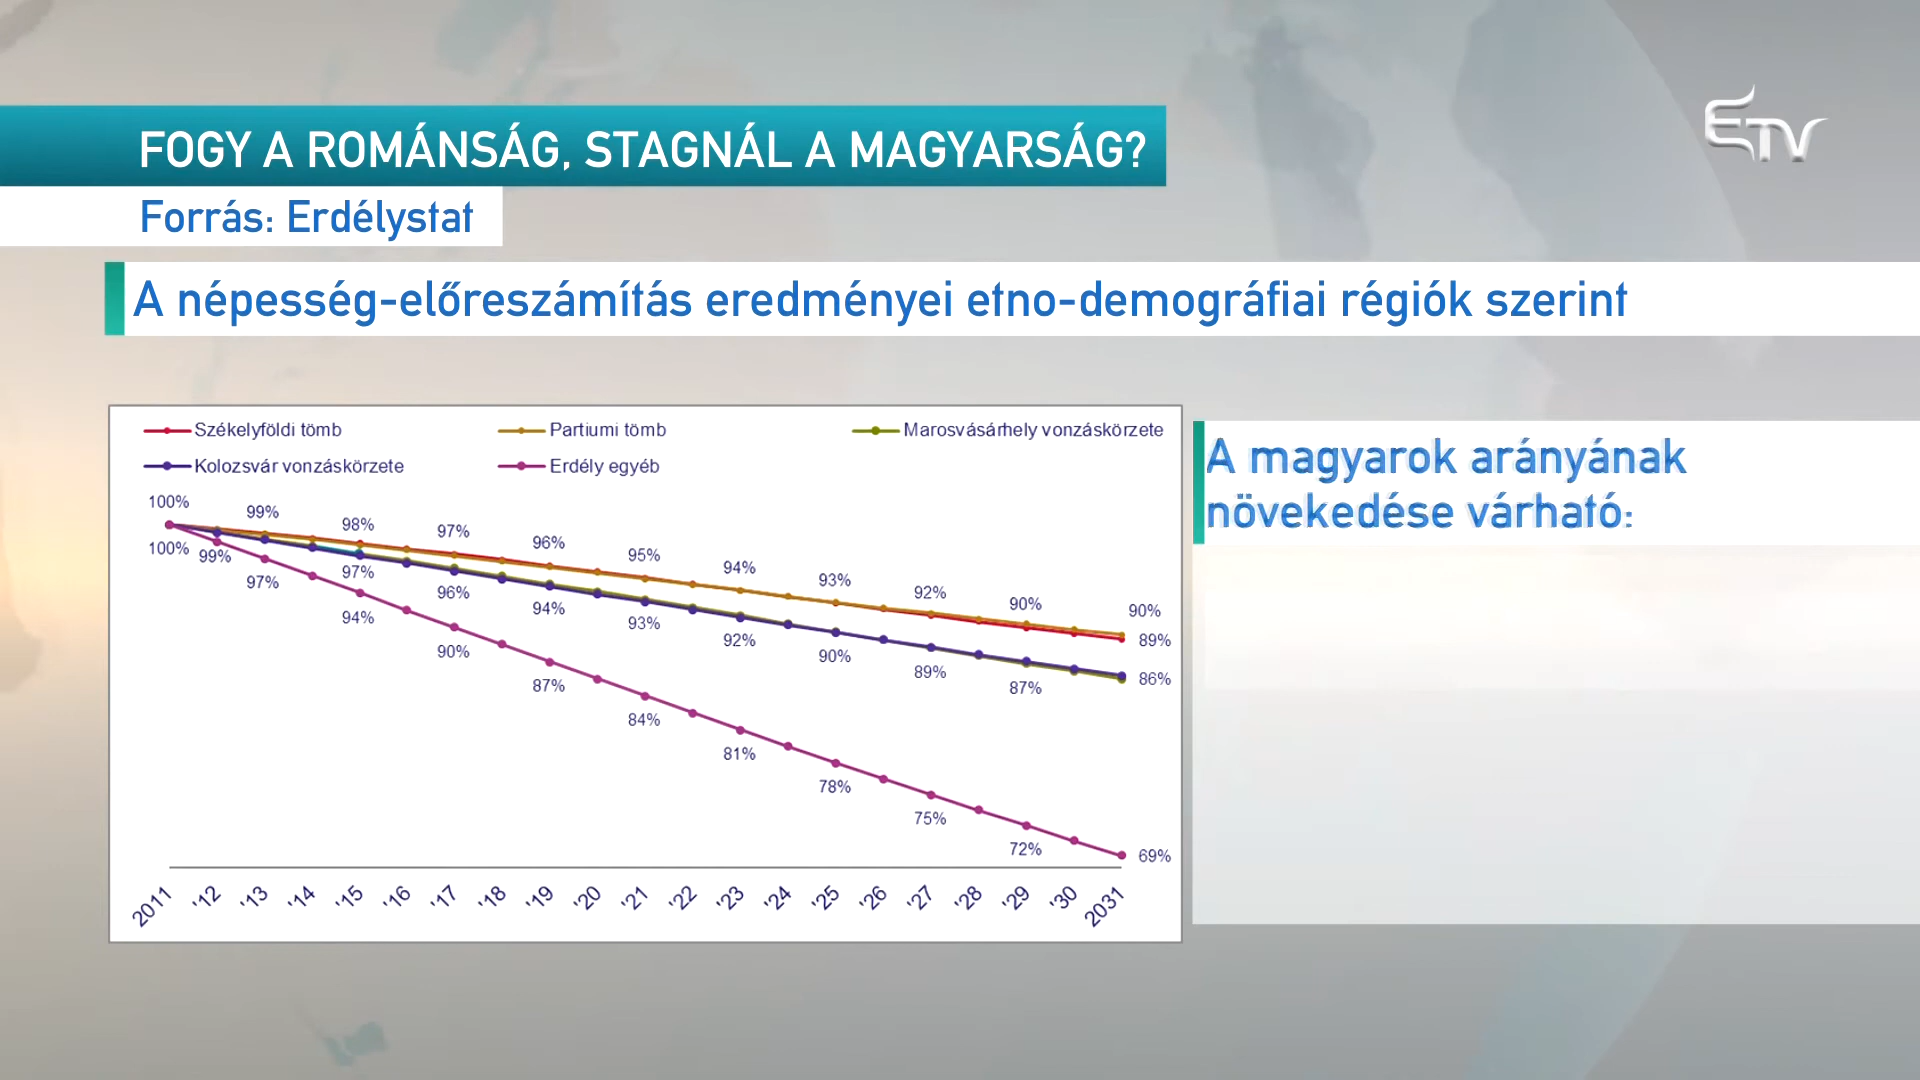 FOGY A ROMÁNSÁG, STAGNÁL A MAGYARSÁG?
ETV
Forrás: Erdélystat
A népesség-előreszámítás eredményei etno-demográfiai régiók szerint
Székelyföldi tömb Partiumi tömb Marosvásárhely vonzáskörzete
Kolozsvár vonzáskörzete Erdély egyéb
100% 99% 98% 97% 96% 95% 94% 93% 92% 90% 90%
89%
100% 99% 97% 97% 96% 94% 93% 92% 90% 89% 87% 86%
94% 90% 87% 84% 81% 78% 75% 72% 69%
2011 '12 '13 '14 '15 '16 '17 '18 '19 '20 '21 '22 '23 '24 '25 '26 '27 '28 '29 '30 2031
A magyarok arányának
növekedése várható: